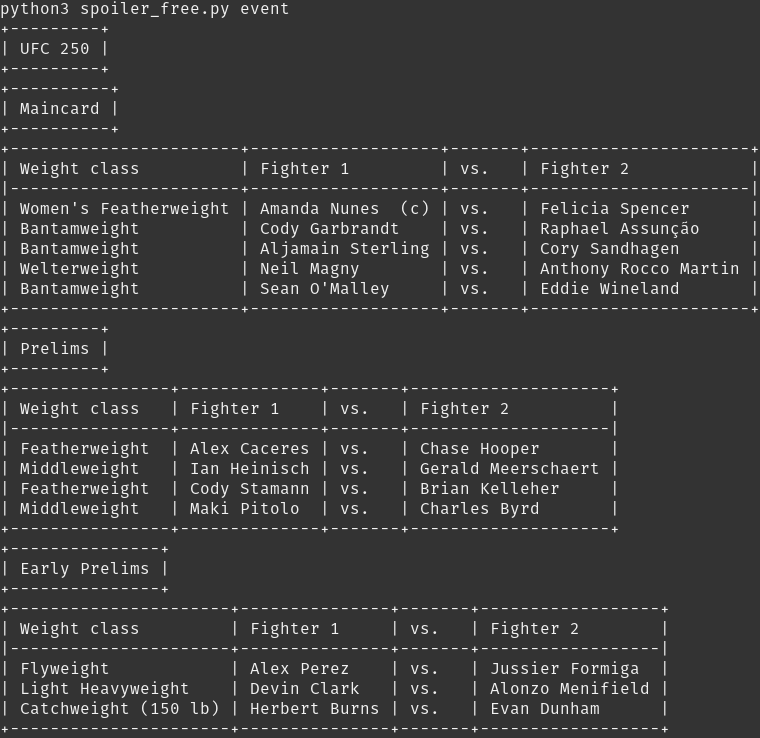 python3 spoiler_free.py event
+---------+
| UFC 250 |
+---------+
+----------+
| Maincard |
+----------+
+-----------------------+-------------------+-------+----------------------+
| Weight class          | Fighter 1         | vs.   | Fighter 2            |
|-----------------------+-------------------+-------+----------------------|
| Women's Featherweight | Amanda Nunes  (c) | vs.   | Felicia Spencer      |
| Bantamweight          | Cody Garbrandt    | vs.   | Raphael Assunção     |
| Bantamweight          | Aljamain Sterling | vs.   | Cory Sandhagen       |
| Welterweight          | Neil Magny        | vs.   | Anthony Rocco Martin |
| Bantamweight          | Sean O'Malley     | vs.   | Eddie Wineland       |
+-----------------------+-------------------+-------+----------------------+
+---------+
| Prelims |
+---------+
+----------------+--------------+-------+--------------------+
| Weight class   | Fighter 1    | vs.   | Fighter 2          |
|----------------+--------------+-------+--------------------|
| Featherweight  | Alex Caceres | vs.   | Chase Hooper       |
| Middleweight   | Ian Heinisch | vs.   | Gerald Meerschaert |
| Featherweight  | Cody Stamann | vs.   | Brian Kelleher     |
| Middleweight   | Maki Pitolo  | vs.   | Charles Byrd       |
+----------------+--------------+-------+--------------------+
+---------------+
| Early Prelims |
+---------------+
+----------------------+---------------+-------+------------------+
| Weight class         | Fighter 1     | vs.   | Fighter 2        |
|----------------------+---------------+-------+------------------|
| Flyweight            | Alex Perez    | vs.   | Jussier Formiga  |
| Light Heavyweight    | Devin Clark   | vs.   | Alonzo Menifield |
| Catchweight (150 lb) | Herbert Burns | vs.   | Evan Dunham      |
+----------------------+---------------+-------+------------------+